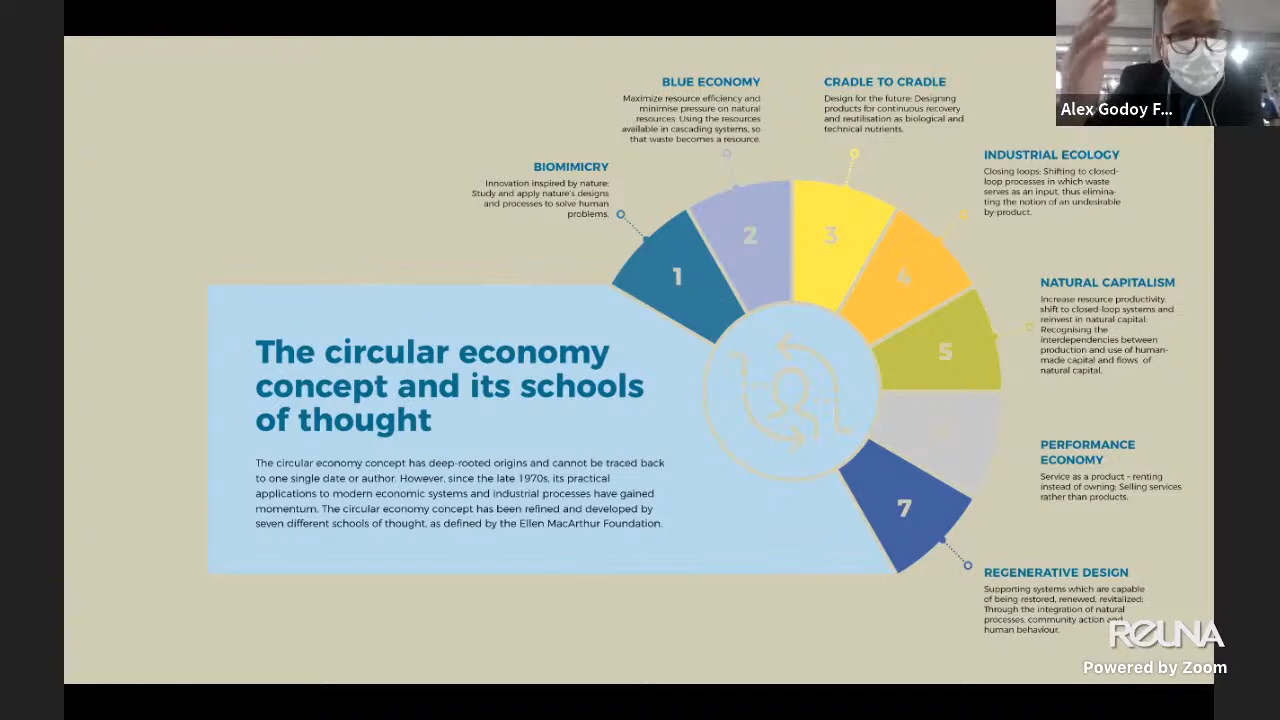 BLUE ECONOMY
Maximize resource efficiency and
minimise pressure on natural
resources: Using the resources
available in cascading systems, so
that waste becomes a resource.
CRADLE TO CRADLE
Design for the future: Designing
products for continuous recovery
and reutilisation as biological and
technical nutrients.
Alex Godoy F...
BIOMIMICRY
Innovation inspired by nature:
Study and apply nature's designs
and processes to solve human
problems.
INDUSTRIAL ECOLOGY
Closing loops: Shifting to closed-
loop processes in which waste
serves as an input, thus elimina-
ting the notion of an undesirable
by-product.
1
2
3
4
5
7
NATURAL CAPITALISM
Increase resource productivity,
shift to closed-loop systems and
reinvest in natural capital:
Recognising the
interdependencies between
production and use of human-
made capital and flows of
natural capital.
The circular economy
concept and its schools
of thought
The circular economy concept has deep-rooted origins and cannot be traced back
to one single date or author. However, since the late 1970s, its practical
applications to modern economic systems and industrial processes have gained
momentum. The circular economy concept has been refined and developed by
seven different schools of thought, as defined by the Ellen MacArthur Foundation.
PERFORMANCE
ECONOMY
Service as a product – renting
instead of owning: Selling services
rather than products.
REGENERATIVE DESIGN
Supporting systems which are capable
of being restored, renewed, revitalized:
Through the integration of natural
processes, community action and
human behaviour.
REUNA
Powered by Zoom